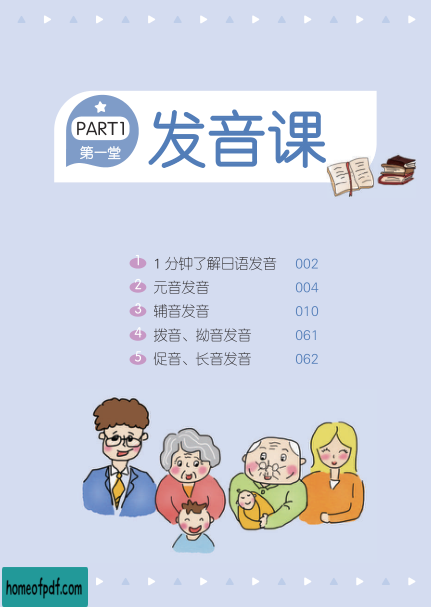 PART1
第一堂
发音课
1 1 分钟了解日语发音 002
2 元音发音 004
3 辅音发音 010
4 拨音、拗音发音 061
5 促音、长音发音 062
homeofpdf.com